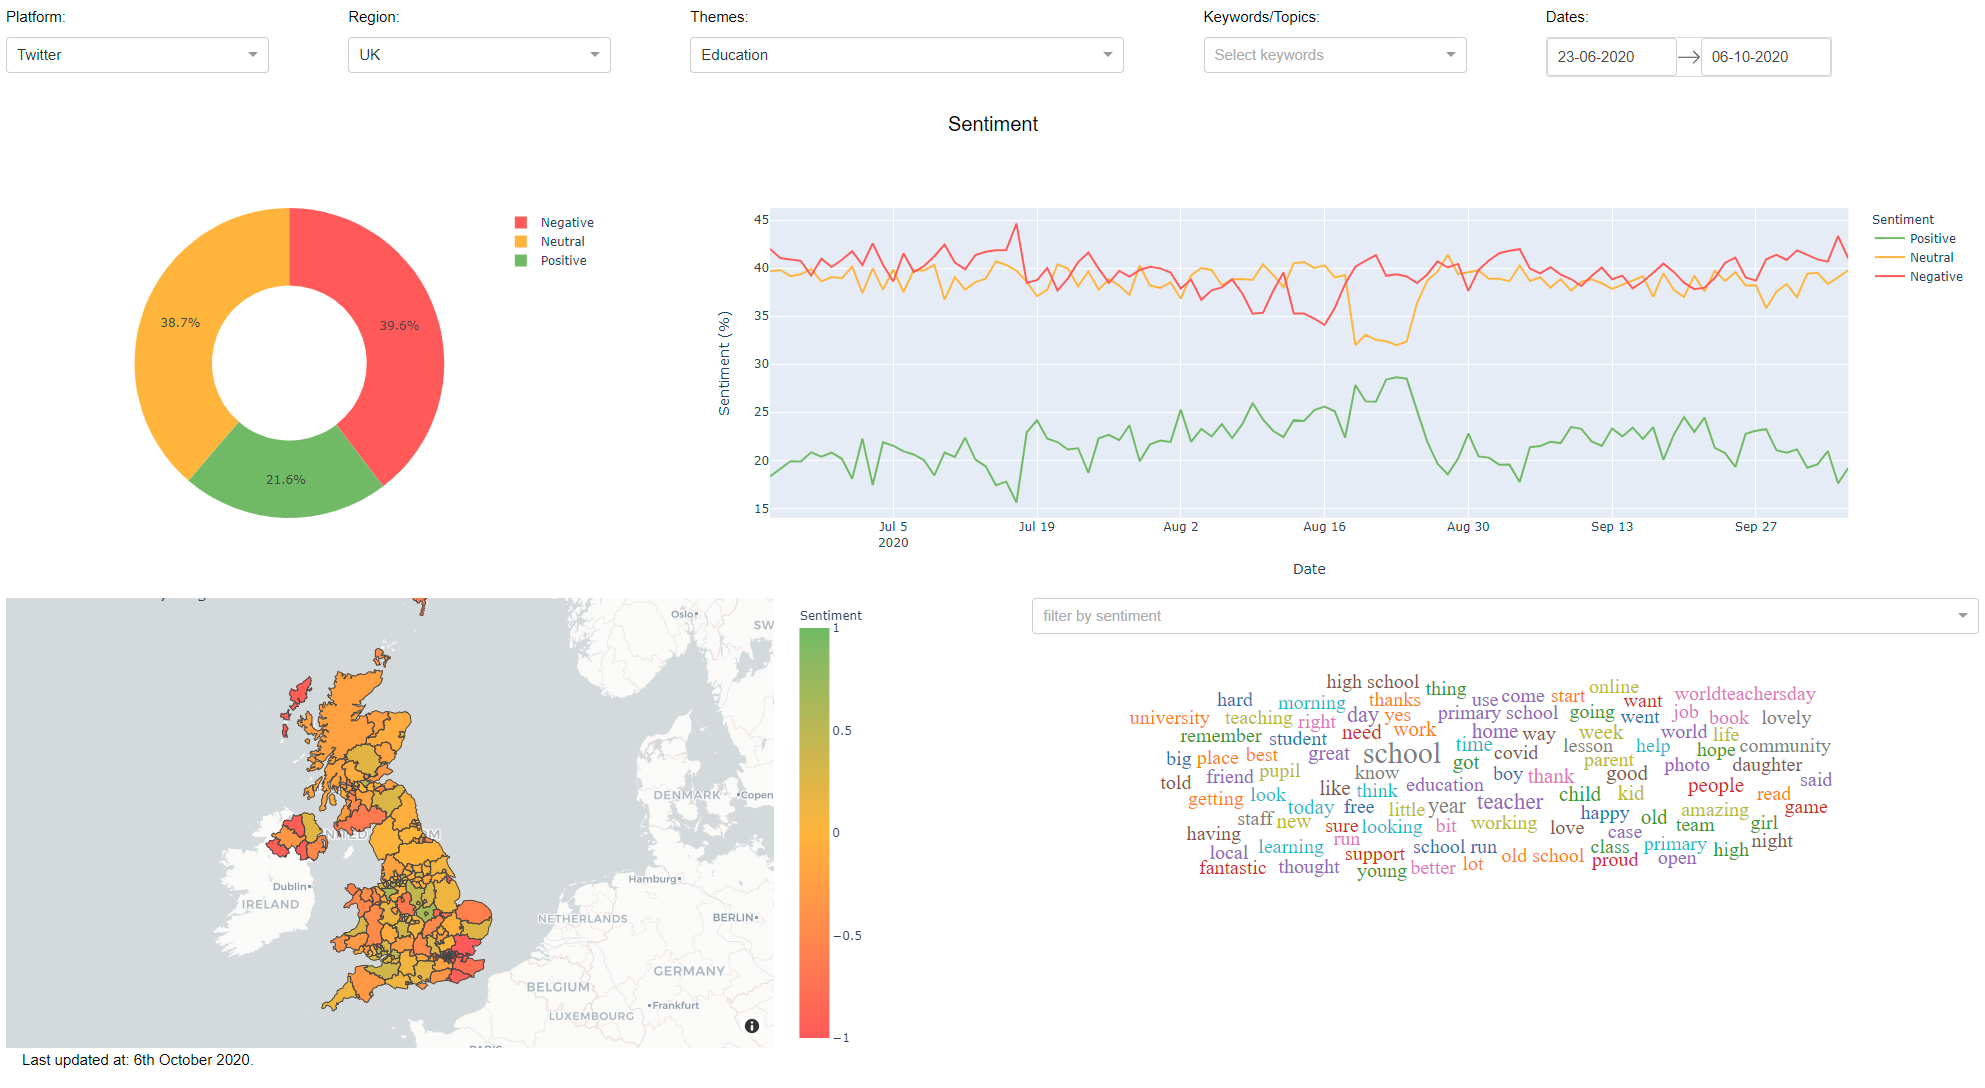 Platform:
Region:
Themes:
Keywords/Topics:
Dates:
Twitter
UK
Education
Select keywords
23-06-2020
06-10-2020
Sentiment
Negative
Neutral
Positive
38.7%
39.6%
21.6%
Sentiment (%)
45
40
35
30
25
20
15
Jul 5
2020
Jul 19
Aug 2
Aug 16
Aug 30
Sep 13
Sep 27
Date
Sentiment
Positive
Neutral
Negative
Oslo
SW
DENMARK
Copen
Dublin
IRELAND
Hamburg
NETHERLANDS
BERLIN
GERMANY
BELGIUM
Frankfurt
LUXEMBOURG
Sentiment
1
0.5
0
−0.5
−1
filter by sentiment
high school thing online
hard morning thanks use come start want worldteachersday
university teaching right day yes primary school going went job book lovely
remember student need work home way week world life
big place best great school time covid lesson help hope community
told friend pupil know got boy thank parent good photo daughter said
getting look like think education child kid people read
today free little year teacher happy old amazing game
staff new sure looking bit working love case team girl
having local learning run school run class primary high night
fantastic thought support young better lot old school proud open
Last updated at: 6th October 2020.